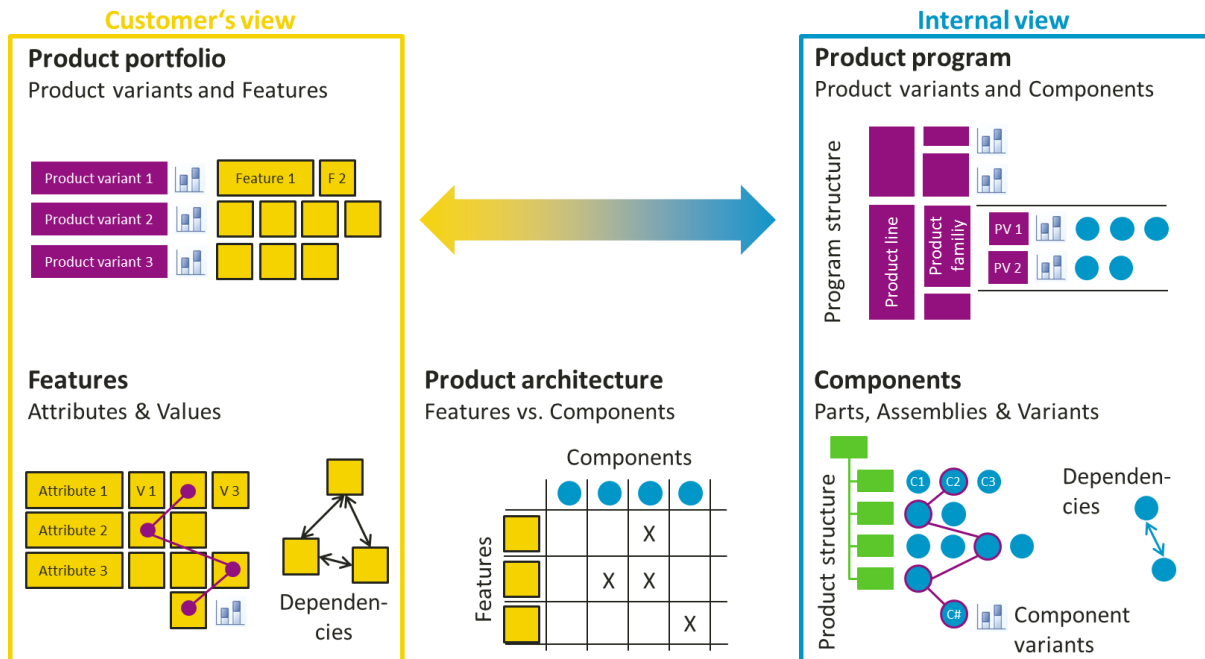 Customer‘s view
Product portfolio
Product variants and Features
Product variant 1
Feature 1
F 2
Product variant 2
Product variant 3
Features
Attributes & Values
Attribute 1
V 1
V 3
Attribute 2
Attribute 3
Dependen-
cies
Product architecture
Features vs. Components
Components
Features
X
X X
X
Internal view
Product program
Product variants and Components
Program structure
Product line
Product
familiy
PV 1
PV 2
Components
Parts, Assemblies & Variants
Product structure
C1
C2
C3
C#
Component
variants
Dependen-
cies